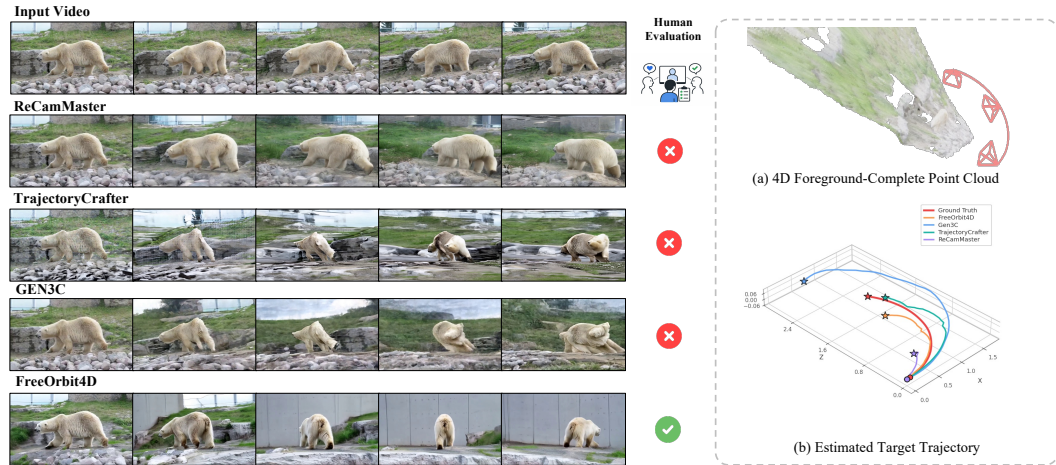 Input Video
Human
Evaluation
ReCamMaster
TrajectoryCrafter
GEN3C
FreeOrbit4D
(a) 4D Foreground-Complete Point Cloud
Ground Truth
FreeOrbit4D
Gen3C
TrajectoryCrafter
ReCamMaster
0.06
0.00
-0.06
2.4
1.6
Z
0.8
0.0
0.0
0.5
1.0
X
1.5
(b) Estimated Target Trajectory